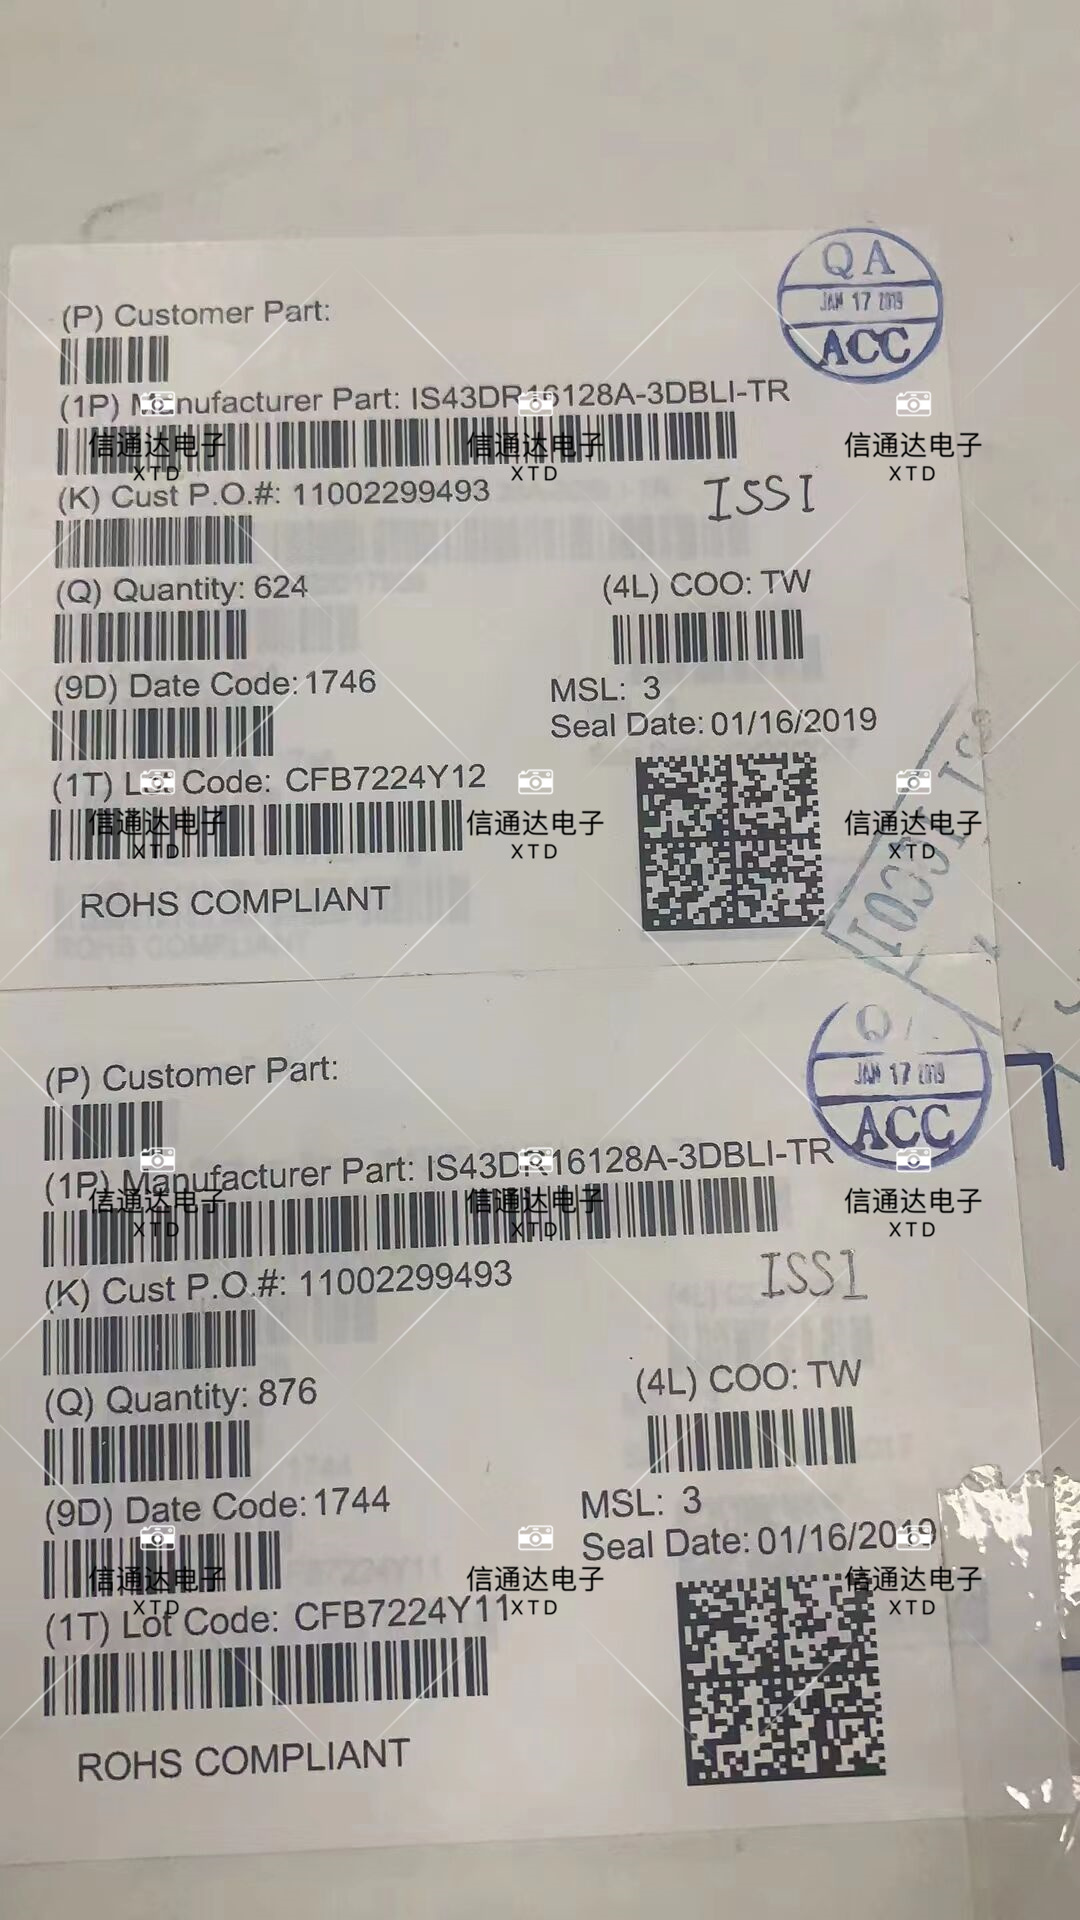 QA
JAN 17 2019
ACC
(P) Customer Part:
(1P) Manufacturer Part: IS43DR16128A-3DBLI-TR
信通达电子
XTD
信通达电子
XTD
信通达电子
XTD
(K) Cust P.O.#: 11002299493
ISSI
(Q) Quantity: 624
(4L) COO: TW
(9D) Date Code: 1746
MSL: 3
Seal Date: 01/16/2019
(1T) Lot Code: CFB7224Y12
信通达电子
XTD
信通达电子
XTD
信通达电子
XTD
ROHS COMPLIANT
Q
JAN 17 2019
ACC
(P) Customer Part:
(1P) Manufacturer Part: IS43DR16128A-3DBLI-TR
信通达电子
XTD
信通达电子
XTD
信通达电子
XTD
(K) Cust P.O.#: 11002299493
ISSI
(Q) Quantity: 876
(4L) COO: TW
(9D) Date Code: 1744
MSL: 3
Seal Date: 01/16/2019
信通达电子
XTD
信通达电子
XTD
信通达电子
XTD
(1T) Lot Code: CFB7224Y11
ROHS COMPLIANT